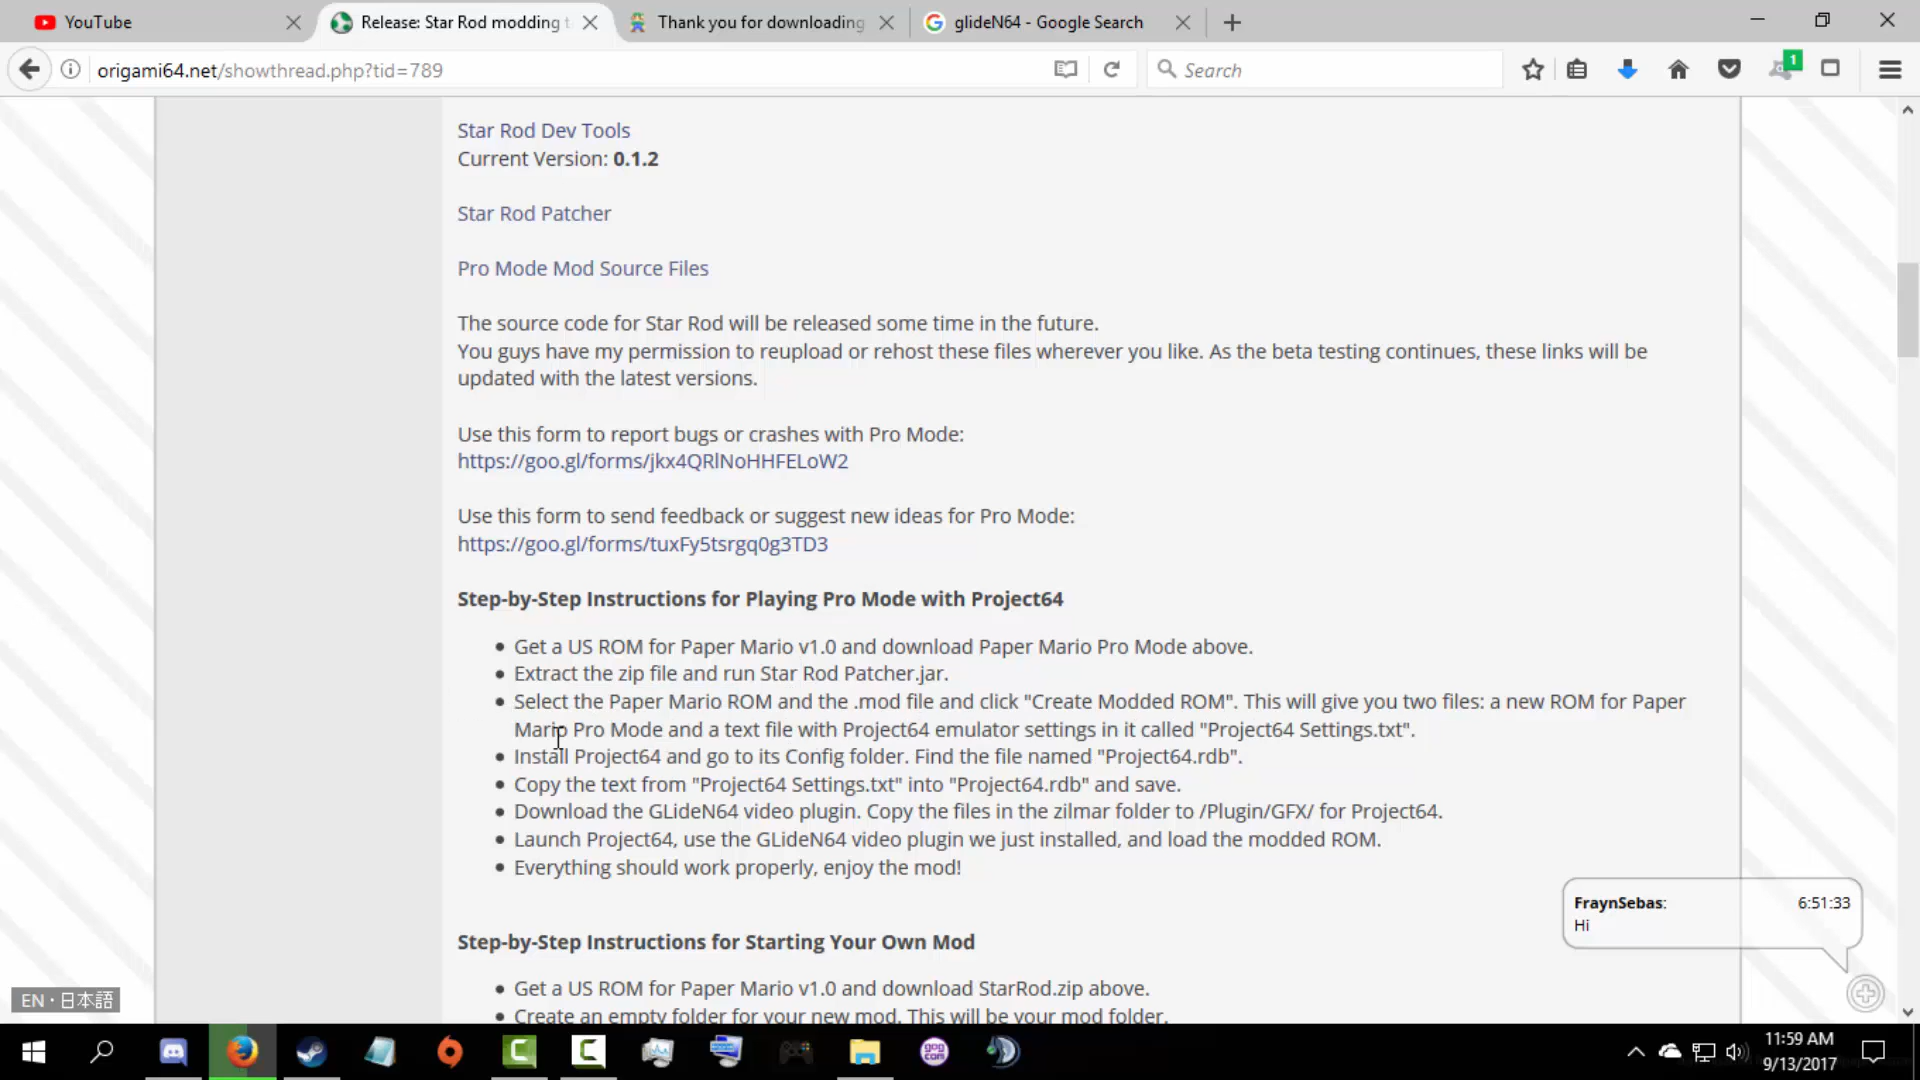 YouTube
Release: Star Rod modding t
Thank you for downloading
glideN64 - Google Search
origami64.net/showthread.php?tid=789
Search
1
Star Rod Dev Tools
Current Version: 0.1.2
Star Rod Patcher
Pro Mode Mod Source Files
The source code for Star Rod will be released some time in the future.
You guys have my permission to reupload or rehost these files wherever you like. As the beta testing continues, these links will be
updated with the latest versions.
Use this form to report bugs or crashes with Pro Mode:
https://goo.gl/forms/jkx4QRlNoHHFELoW2
Use this form to send feedback or suggest new ideas for Pro Mode:
https://goo.gl/forms/tuxFy5tsrgq0g3TD3
Step-by-Step Instructions for Playing Pro Mode with Project64
• Get a US ROM for Paper Mario v1.0 and download Paper Mario Pro Mode above.
• Extract the zip file and run Star Rod Patcher.jar.
• Select the Paper Mario ROM and the .mod file and click "Create Modded ROM". This will give you two files: a new ROM for Paper
Mario Pro Mode and a text file with Project64 emulator settings in it called "Project64 Settings.txt".
• Install Project64 and go to its Config folder. Find the file named "Project64.rdb".
• Copy the text from "Project64 Settings.txt" into "Project64.rdb" and save.
• Download the GLideN64 video plugin. Copy the files in the zilmar folder to /Plugin/GFX/ for Project64.
• Launch Project64, use the GLideN64 video plugin we just installed, and load the modded ROM.
• Everything should work properly, enjoy the mod!
FraynSebas: 6:51:33
Hi
Step-by-Step Instructions for Starting Your Own Mod
• Get a US ROM for Paper Mario v1.0 and download StarRod.zip above.
• Create an empty folder for your new mod. This will be your mod folder.
EN・日本語
GOG
COM
11:59 AM
9/13/2017